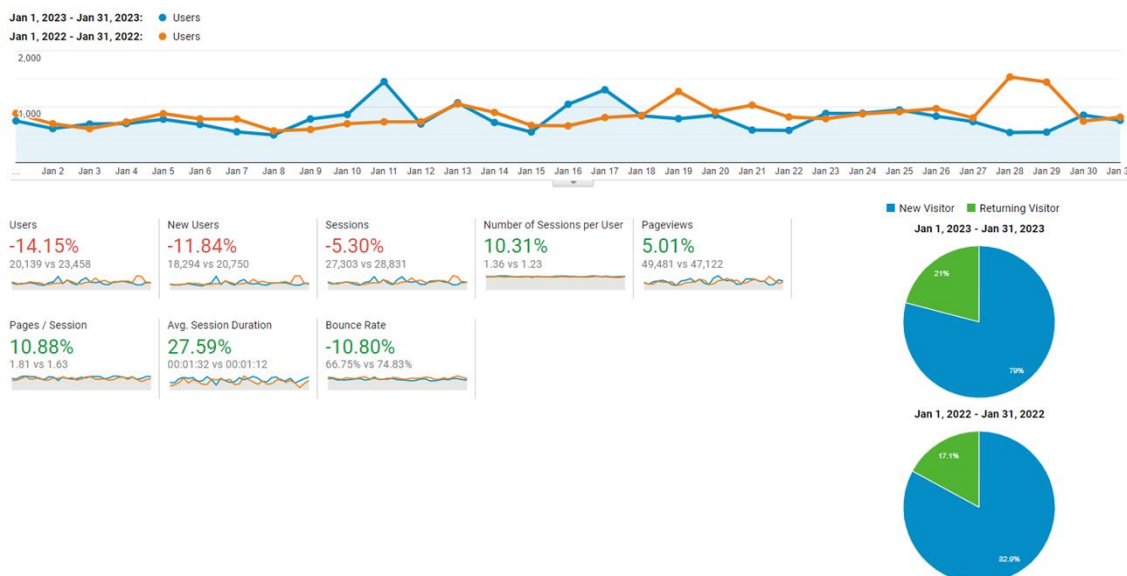 Jan 1, 2023 - Jan 31, 2023: Users
Jan 1, 2022 - Jan 31, 2022: Users
2,000
1,000
... Jan 2 Jan 3 Jan 4 Jan 5 Jan 6 Jan 7 Jan 8 Jan 9 Jan 10 Jan 11 Jan 12 Jan 13 Jan 14 Jan 15 Jan 16 Jan 17 Jan 18 Jan 19 Jan 20 Jan 21 Jan 22 Jan 23 Jan 24 Jan 25 Jan 26 Jan 27 Jan 28 Jan 29 Jan 30 Jan 3
Users
-14.15%
20,139 vs 23,458
New Users
-11.84%
18,294 vs 20,750
Sessions
-5.30%
27,303 vs 28,831
Number of Sessions per User
10.31%
1.36 vs 1.23
Pageviews
5.01%
49,481 vs 47,122
Pages / Session
10.88%
1.81 vs 1.63
Avg. Session Duration
27.59%
00:01:32 vs 00:01:12
Bounce Rate
-10.80%
66.75% vs 74.83%
New Visitor Returning Visitor
Jan 1, 2023 - Jan 31, 2023
21%
79%
Jan 1, 2022 - Jan 31, 2022
17.1%
82.9%